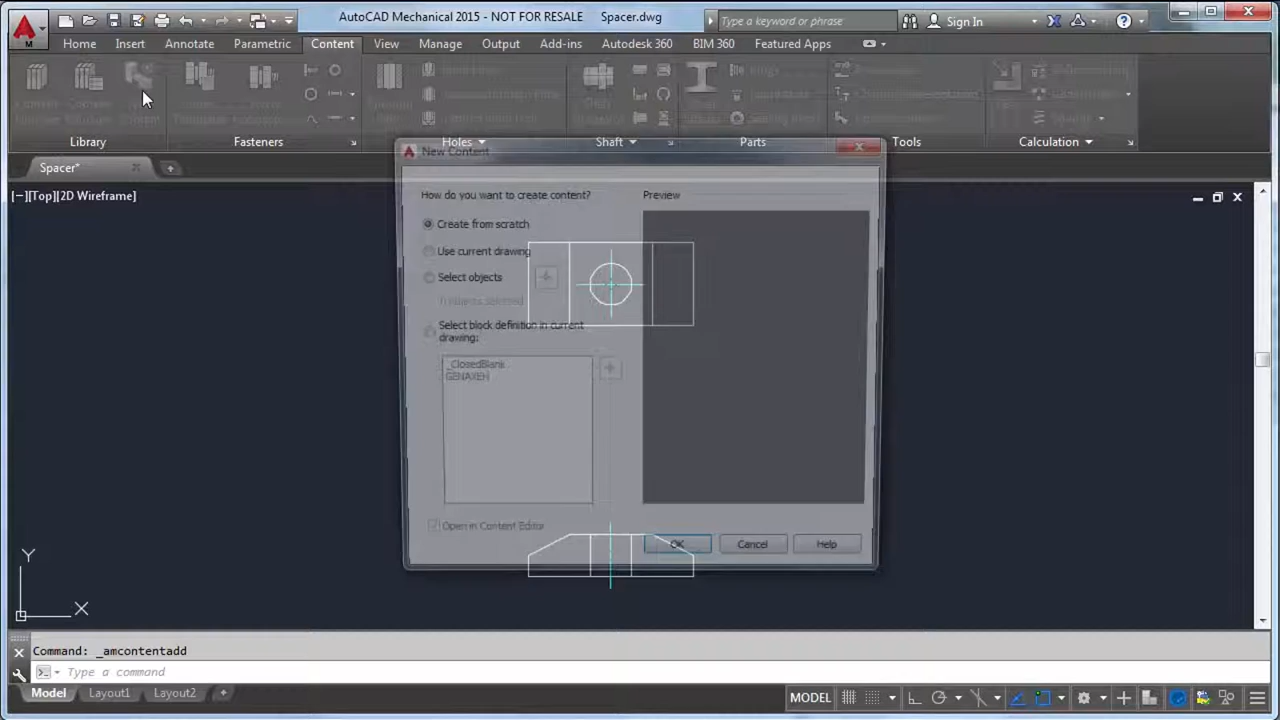 AutoCAD Mechanical 2015 - NOT FOR RESALE Spacer.dwg
Type a keyword or phrase
Sign In
Home Insert Annotate Parametric Content View Manage Output Add-ins Autodesk 360 BIM 360 Featured Apps
Library Fasteners Holes Shaft Parts Tools Calculation
Spacer*
New Content
[−][Top][2D Wireframe]
How do you want to create content?
Preview
Create from scratch
Use current drawing
Select objects
Select block definition in current
drawing:
_ClosedBlank
GENAXEH
Open in Content Editor
OK Cancel Help
Y
X
Command: _amcontentadd
Type a command
Model Layout1 Layout2
MODEL